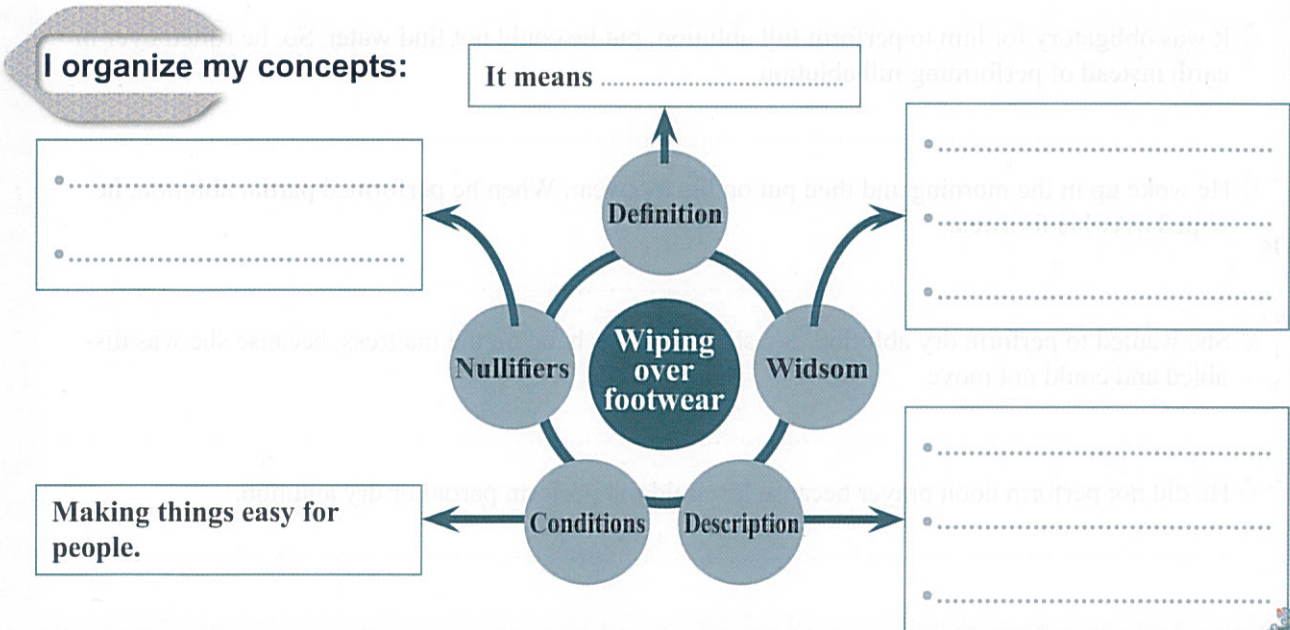 I organize my concepts:
It means ......................................
Definition
Nullifiers
Wiping
over
footwear
Widsom
Making things easy for
people.
Conditions
Description